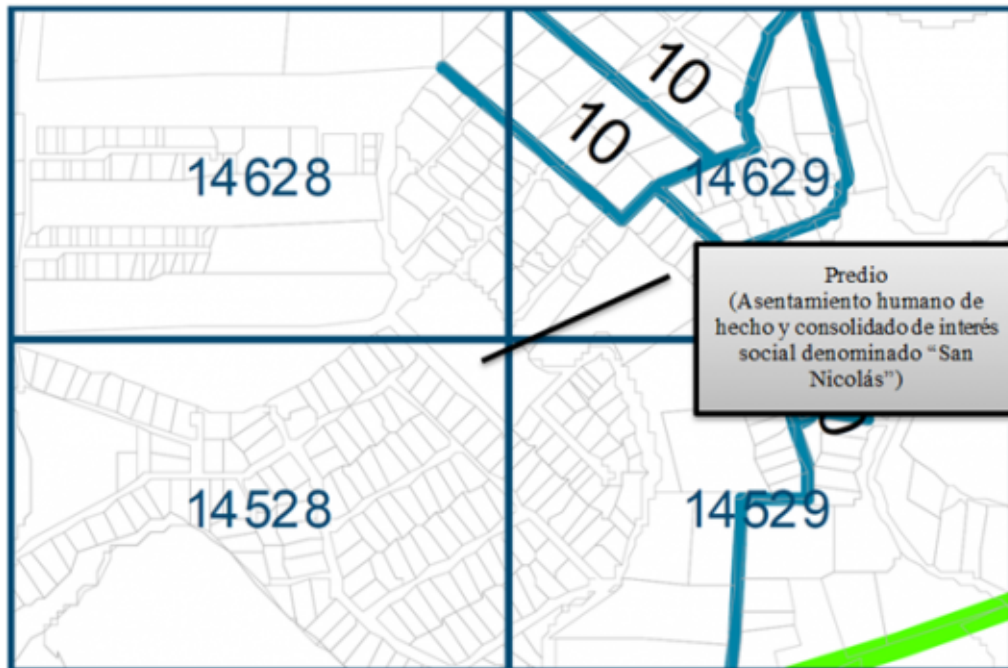 10
10
14628
14629
Predio
(Asentamiento humano de
hecho y consolidado de interés
social denominado “San
Nicolás”)
14528
14529